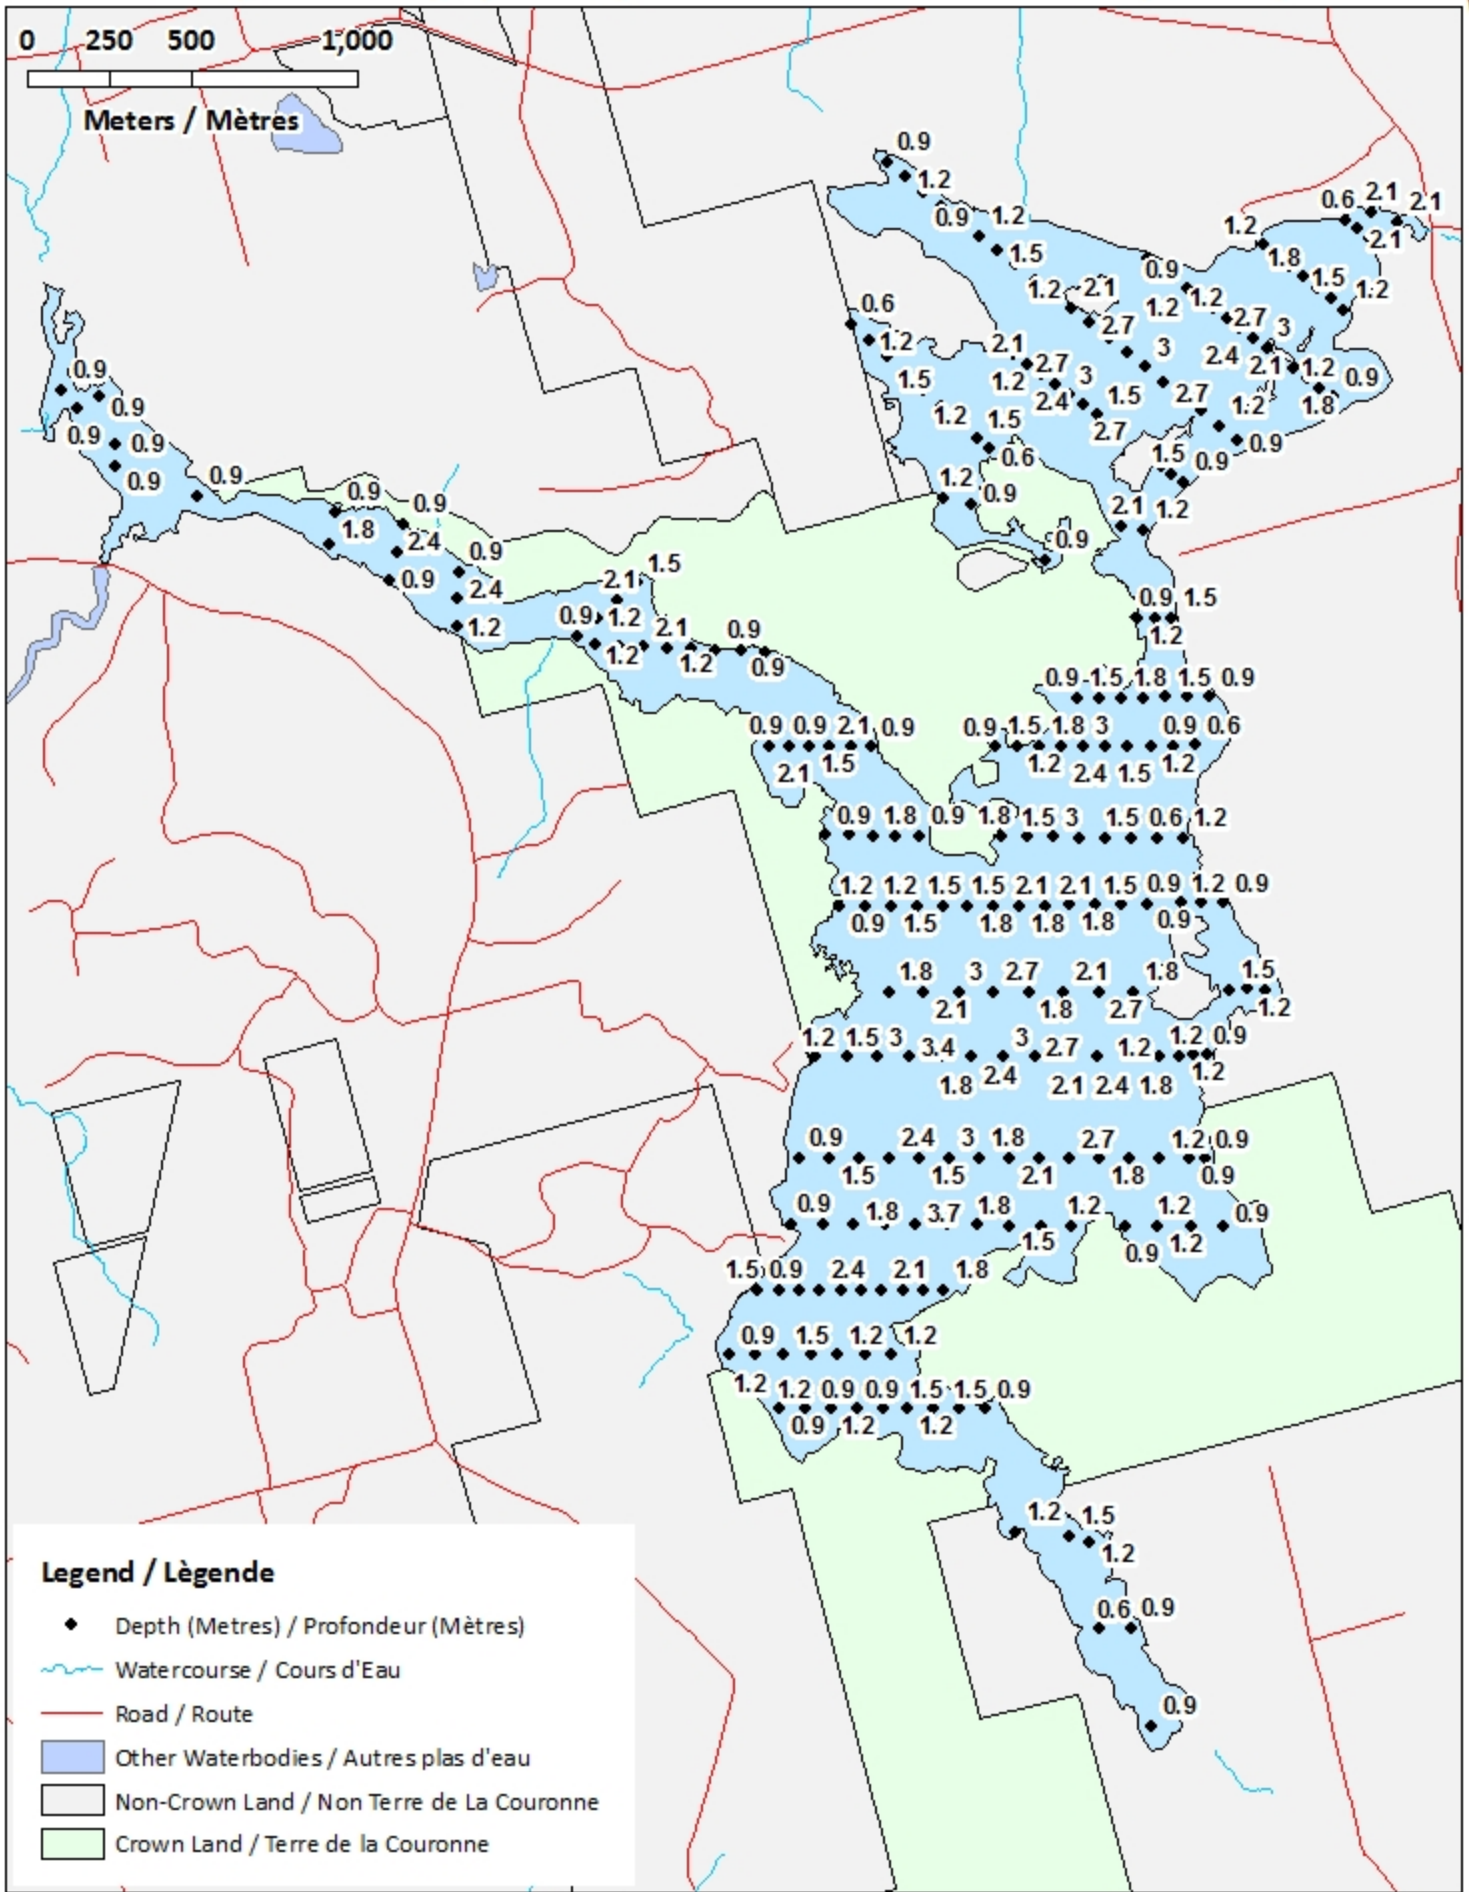 0 250 500 1,000
Meters / Mètres
0.9
1.2
0.9 1.2
1.5
0.6 2.1 2.1
2.1
1.2
1.8
1.5
1.2
0.9
1.2 2.1
1.2 1.2
2.7 2.7 3
0.6
1.2
1.5
2.1 2.7 3
2.4 2.1 1.2 0.9
1.2 3 1.5 2.7 1.2 1.8
2.4
2.7
1.2 1.5
0.6
0.9
1.5 0.9
1.2 0.9
2.1 1.2
0.9
0.9
0.9
0.9 0.9
0.9
0.9
0.9 0.9
1.8 2.4
0.9
0.9 2.4
1.2
2.1 1.5
0.9 1.2 2.1 0.9
1.2 1.2 0.9
0.9 1.5
1.2
0.9 1.5 1.8 1.5 0.9
0.9 0.9 2.1 0.9 0.9 1.5 1.8 3 0.9 0.6
2.1 1.5 1.2 2.4 1.5 1.2
0.9 1.8 0.9 1.8 1.5 3 1.5 0.6 1.2
1.2 1.2 1.5 1.5 2.1 2.1 1.5 0.9 1.2 0.9
0.9 1.5 1.8 1.8 1.8 0.9
1.8 3 2.7 2.1 1.8 1.5
2.1 1.8 2.7 1.2
1.2 1.5 3 3.4 3 2.7 1.2 1.2 0.9
1.8 2.4 2.1 2.4 1.8 1.2
0.9 2.4 3 1.8 2.7 1.2 0.9
1.5 1.5 2.1 1.8 0.9
0.9 1.8 3.7 1.8 1.2 1.2 0.9
1.5 0.9 1.2
1.5 0.9 2.4 2.1 1.8
0.9 1.5 1.2 1.2
1.2 1.2 0.9 0.9 1.5 1.5 0.9
0.9 1.2 1.2
1.2 1.5
1.2
0.6 0.9
0.9
Legend / Lègende
Depth (Metres) / Profondeur (Mètres)
Watercourse / Cours d'Eau
Road / Route
Other Waterbodies / Autres plas d'eau
Non-Crown Land / Non Terre de La Couronne
Crown Land / Terre de la Couronne